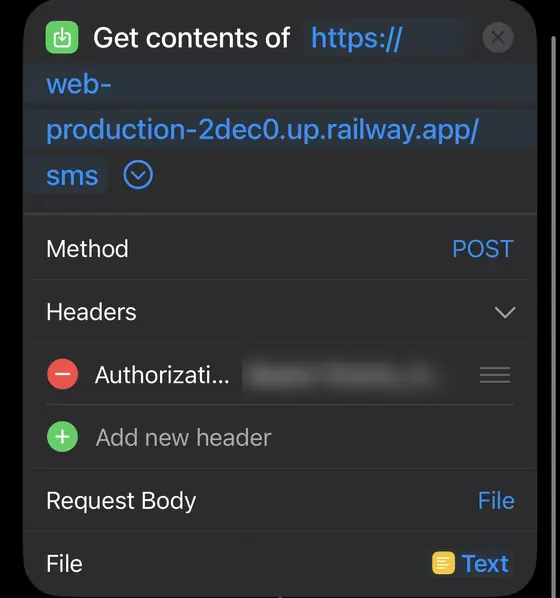 Get contents of https://
web-
production-2dec0.up.railway.app/
sms
Method POST
Headers
Authorizati...
Add new header
Request Body File
File Text